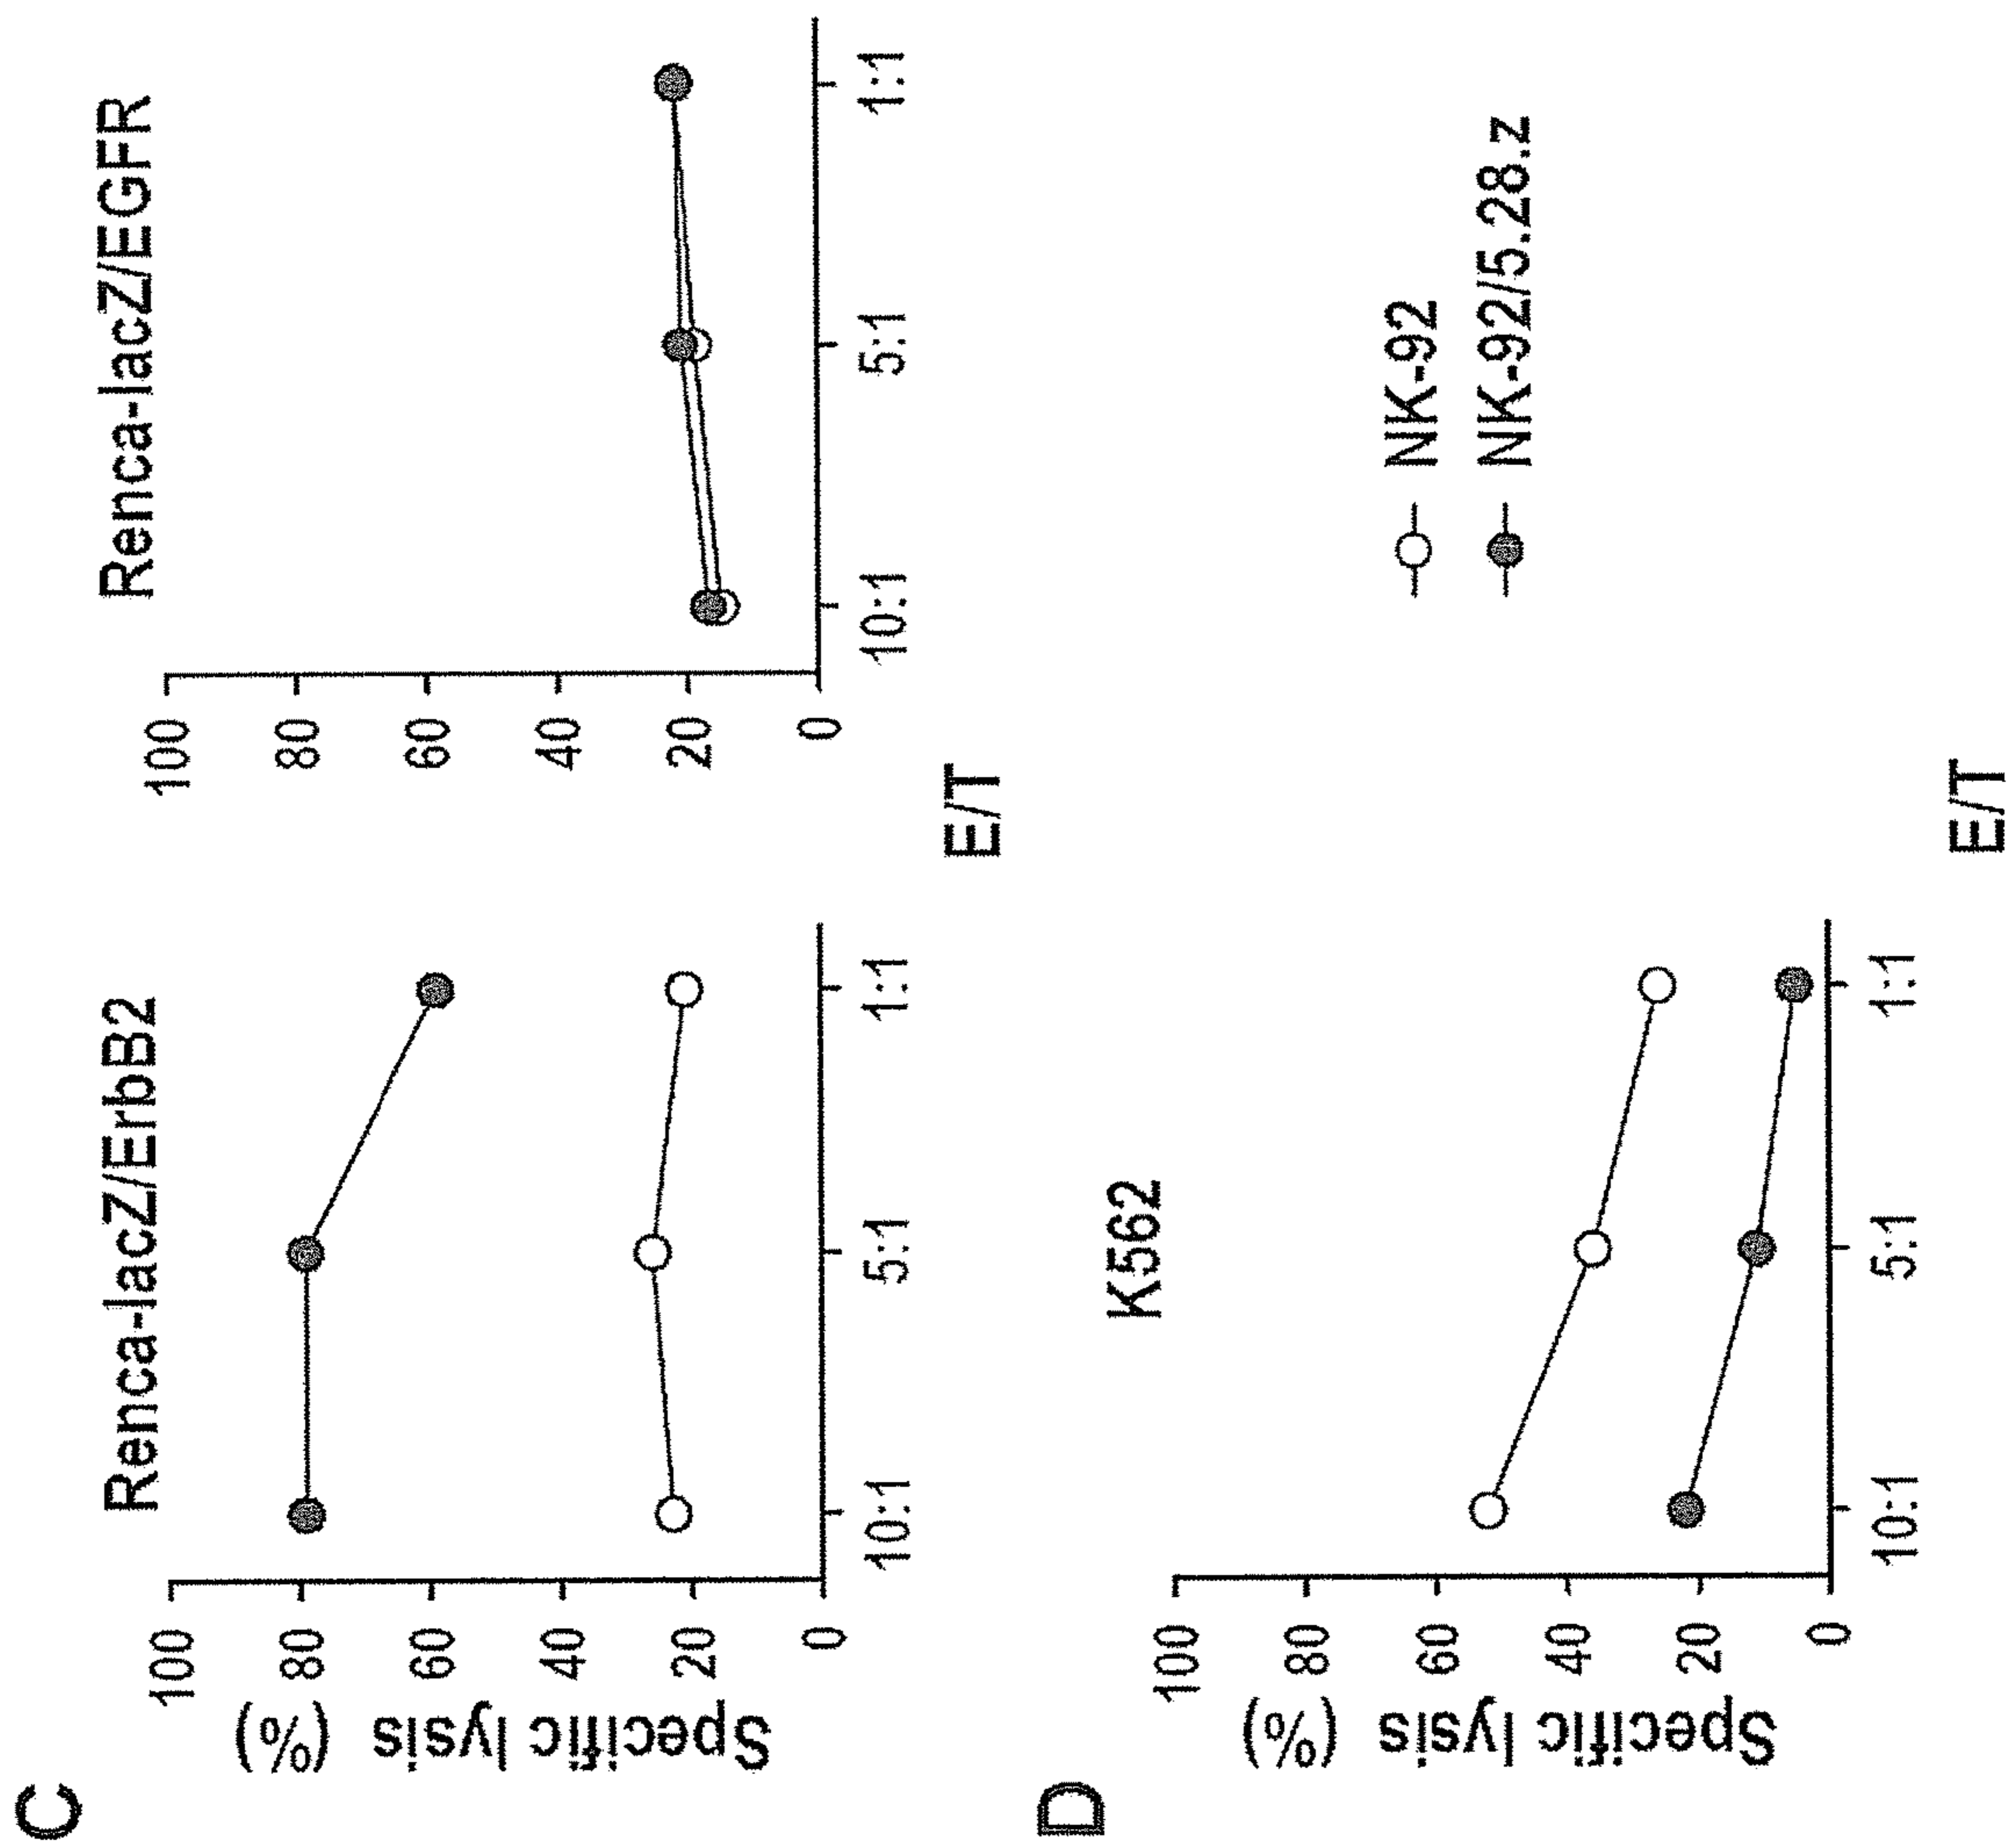 C
Renca-lacZ/ErbB2
Renca-lacZ/EGFR
Specific lysis
(%)
100
80
60
40
20
0
10:1
5:1
1:1
100
80
60
40
20
0
10:1
5:1
1:1
E/T
D
K562
Specific lysis
(%)
100
80
60
40
20
0
10:1
5:1
1:1
NK-92
NK-92/5.28.z
E/T